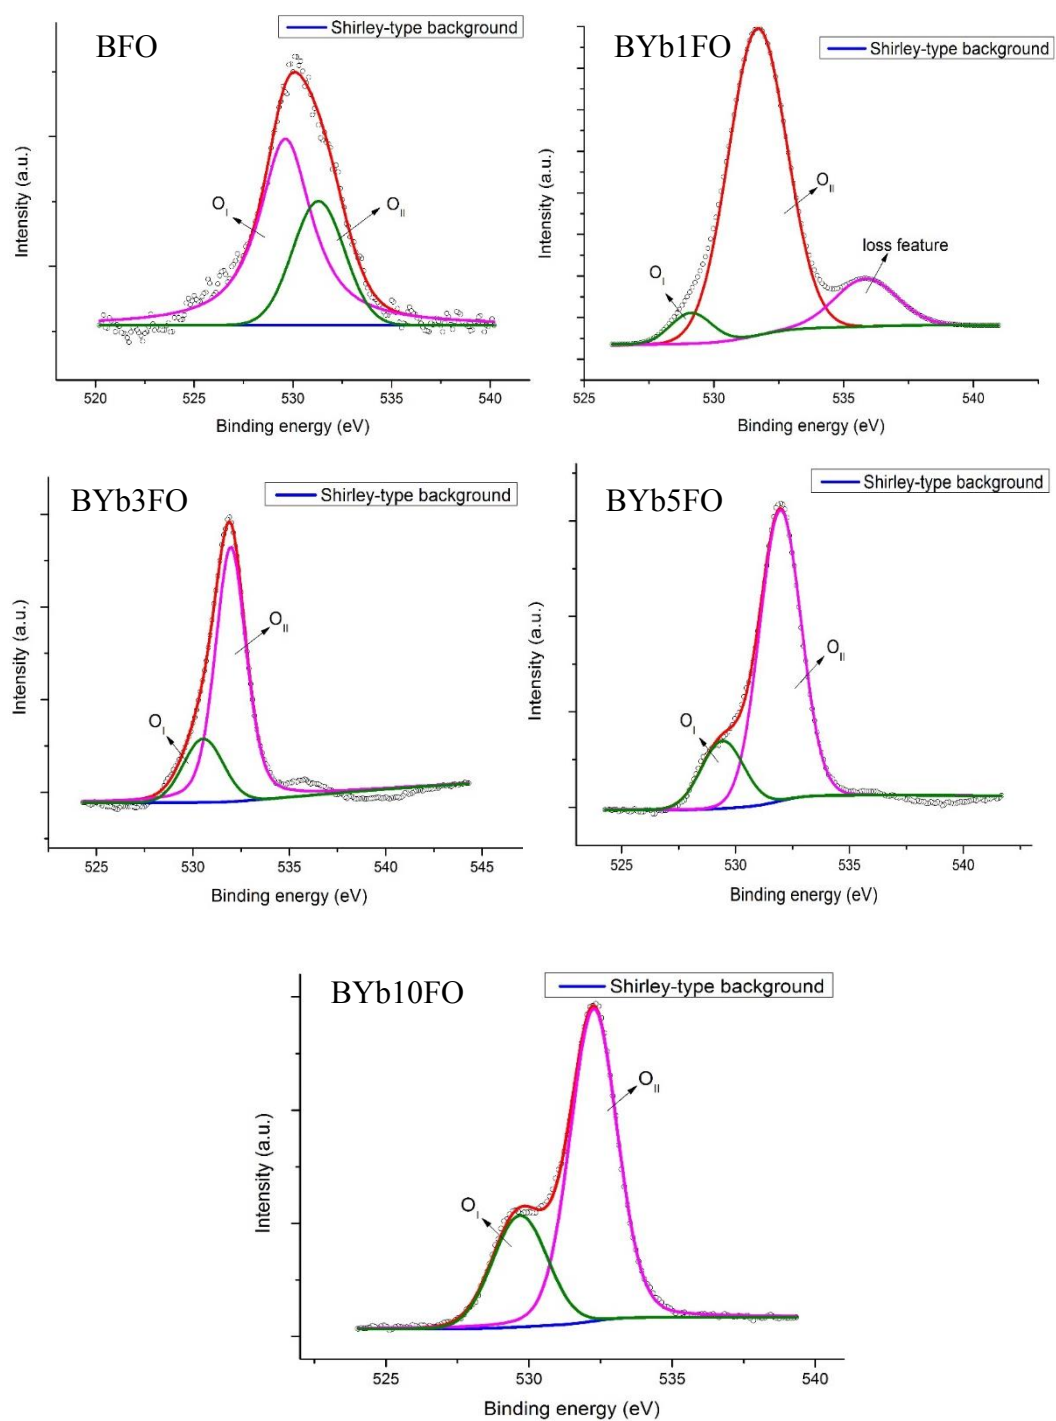 BFO
Shirley-type background
O_I
O_II
Intensity (a.u.)
520 525 530 535 540
Binding energy (eV)
BYb1FO
Shirley-type background
O_I
O_II
loss feature
Intensity (a.u.)
525 530 535 540
Binding energy (eV)
BYb3FO
Shirley-type background
O_I
O_II
Intensity (a.u.)
525 530 535 540 545
Binding energy (eV)
BYb5FO
Shirley-type background
O_I
O_II
Intensity (a.u.)
525 530 535 540
Binding energy (eV)
BYb10FO
Shirley-type background
O_I
O_II
Intensity (a.u.)
525 530 535 540
Binding energy (eV)